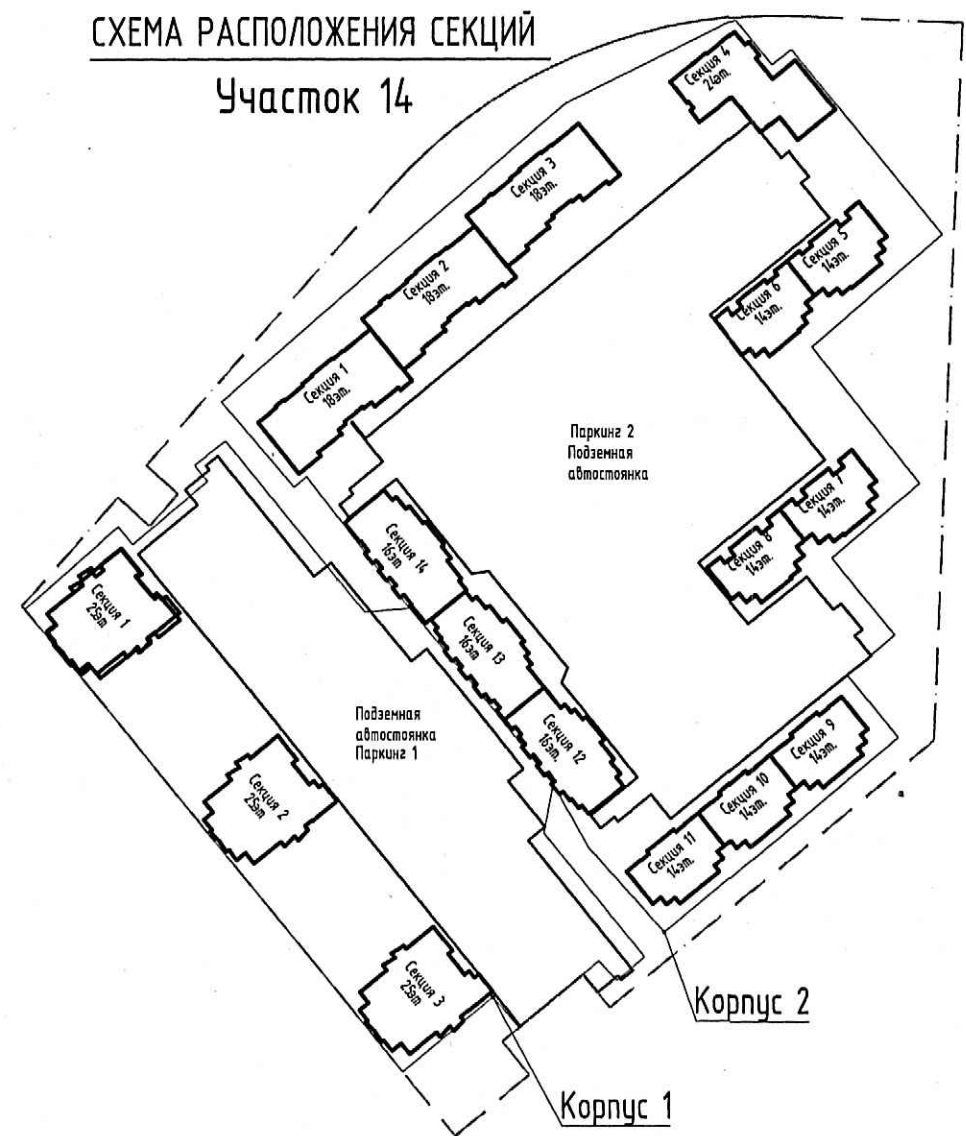 СХЕМА РАСПОЛОЖЕНИЯ СЕКЦИЙ
Участок 14
Секция 4
24эт.
Секция 3
18эт.
Секция 2
18эт.
Секция 1
18эт.
Секция 5
14эт.
Секция 6
14эт.
Паркинг 2
Подземная
автостоянка
Секция 7
14эт.
Секция 8
14эт.
Секция 14
16эт
Секция 13
16эт
Секция 12
16эт.
Секция 1
25эт
Подземная
автостоянка
Паркинг 1
Секция 2
25эт
Секция 9
14эт.
Секция 10
14эт.
Секция 11
14эт.
Секция 3
25эт
Корпус 2
Корпус 1